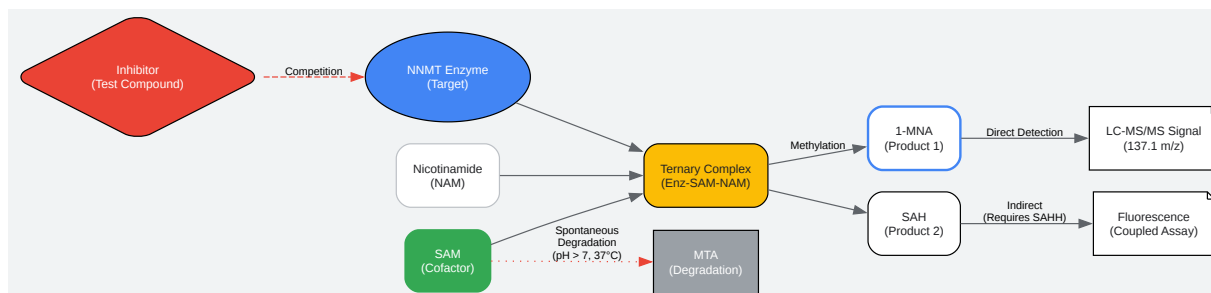 Inhibitor
(Test Compound)
Competition
NNMT Enzyme
(Target)
Nicotinamide
(NAM)
SAM
(Cofactor)
Spontaneous
Degradation
(pH > 7, 37°C)
Ternary Complex
(Enz-SAM-NAM)
MTA
(Degradation)
Methylation
1-MNA
(Product 1)
Direct Detection
LC-MS/MS Signal
(137.1 m/z)
SAH
(Product 2)
Indirect
(Requires SAHH)
Fluorescence
(Coupled Assay)